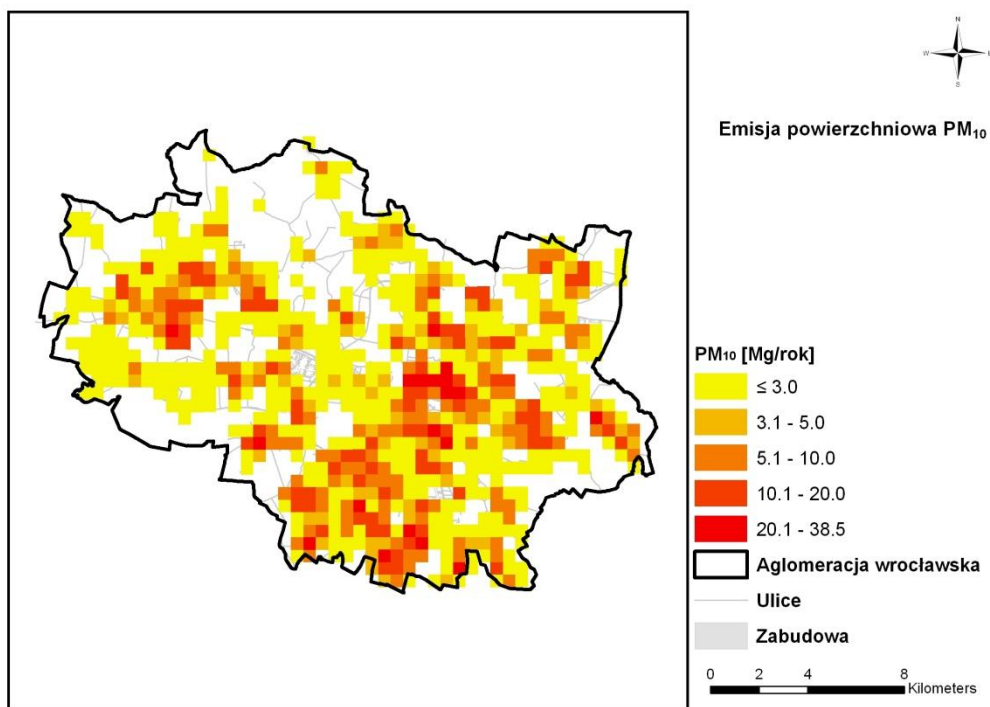 N
W E
S
Emisja powierzchniowa PM₁₀
PM₁₀ [Mg/rok]
≤ 3.0
3.1 - 5.0
5.1 - 10.0
10.1 - 20.0
20.1 - 38.5
Aglomeracja wrocławska
Ulice
Zabudowa
0 2 4 8
Kilometers